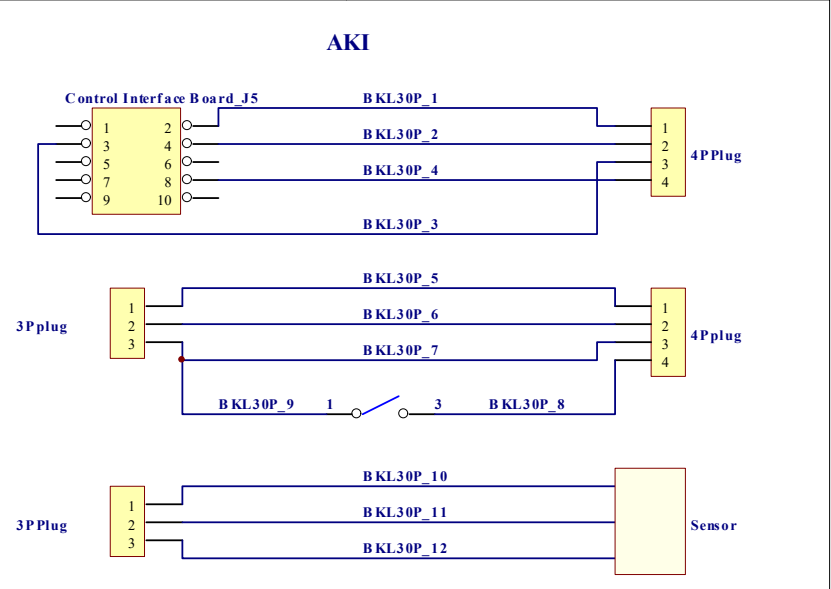 AKI
Control Interface Board_J5
BKL30P_1
1 2
3 4
5 6
7 8
9 10
BKL30P_2
BKL30P_4
BKL30P_3
1
2
3
4
4PPlug
3Pplug
1
2
3
BKL30P_5
BKL30P_6
BKL30P_7
BKL30P_9 1 3 BKL30P_8
1
2
3
4
4Pplug
3PPlug
1
2
3
BKL30P_10
BKL30P_11
BKL30P_12
Sensor